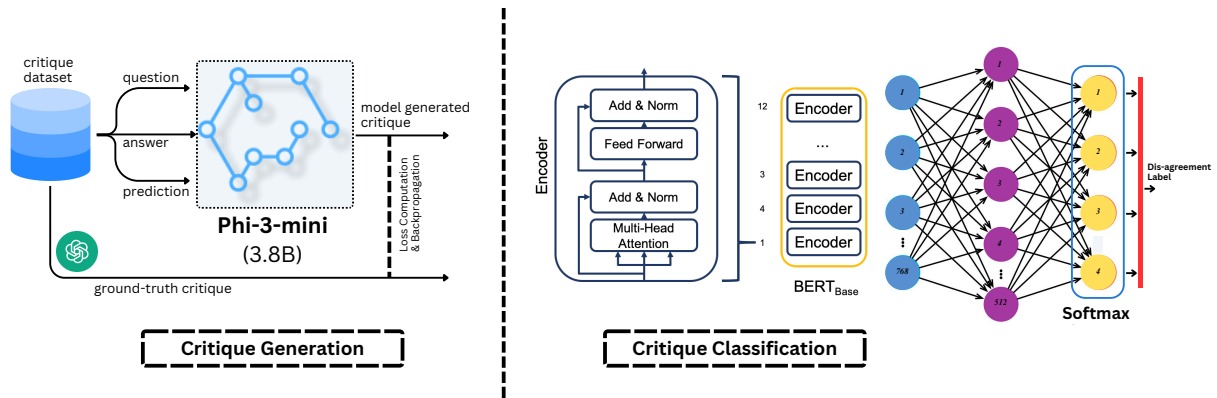 critique
dataset
question
answer
prediction
Phi-3-mini
(3.8B)
model generated
critique
Loss Computation
& Backpropagation
ground-truth critique
Critique Generation
Encoder
Add & Norm
Feed Forward
Add & Norm
Multi-Head
Attention
12
Encoder
...
3
Encoder
4
Encoder
1
Encoder
BERTBase
1
2
3
768
1
2
3
4
512
1
2
3
4
Softmax
Dis-agreement
Label
Critique Classification